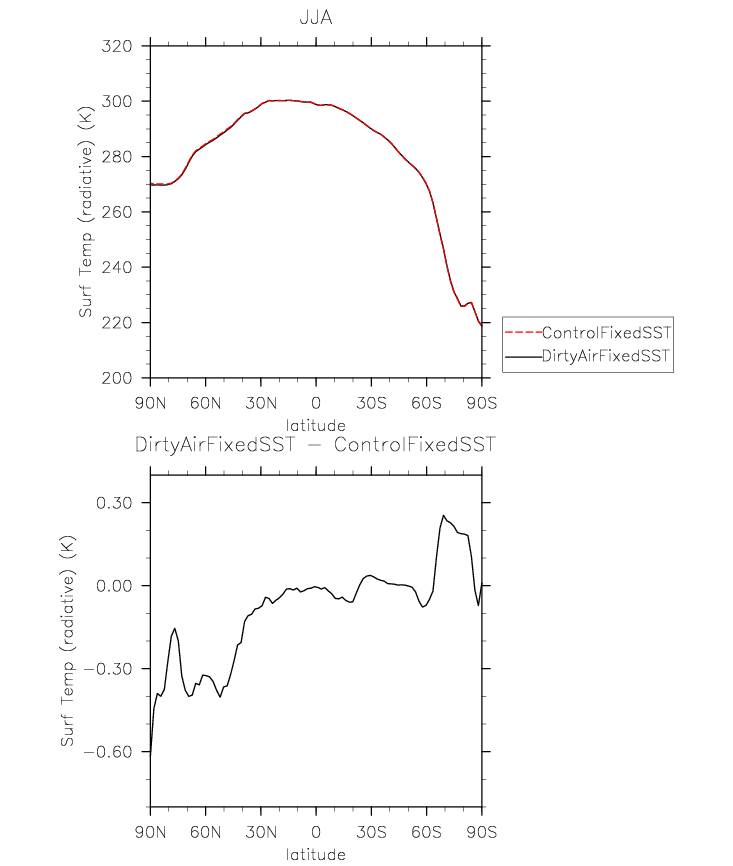 JJA
320
300
280
260
240
220
200
Surf Temp (radiative) (K)
90N 60N 30N 0 30S 60S 90S
latitude
ControlFixedSST
DirtyAirFixedSST
DirtyAirFixedSST − ControlFixedSST
0.30
0.00
−0.30
−0.60
Surf Temp (radiative) (K)
90N 60N 30N 0 30S 60S 90S
latitude